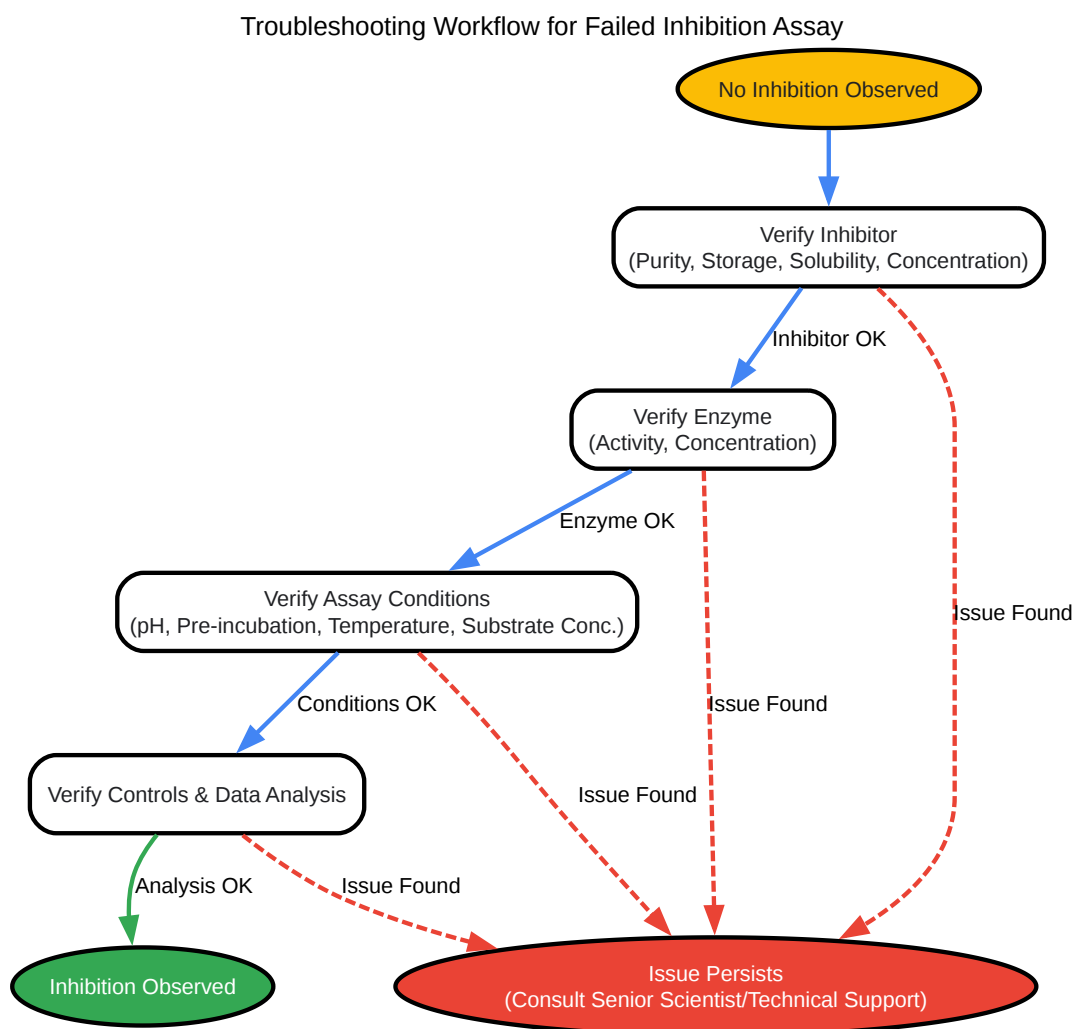 Troubleshooting Workflow for Failed Inhibition Assay
No Inhibition Observed
Verify Inhibitor
(Purity, Storage, Solubility, Concentration)
Inhibitor OK
Verify Enzyme
(Activity, Concentration)
Enzyme OK
Verify Assay Conditions
(pH, Pre-incubation, Temperature, Substrate Conc.)
Issue Found
Conditions OK
Issue Found
Verify Controls & Data Analysis
Issue Found
Analysis OK
Issue Found
Inhibition Observed
Issue Persists
(Consult Senior Scientist/Technical Support)